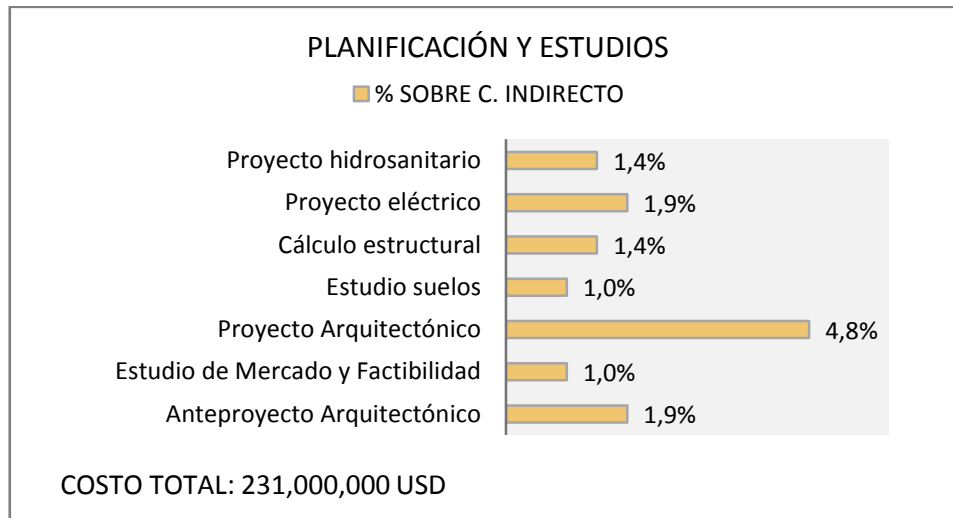 PLANIFICACIÓN Y ESTUDIOS
% SOBRE C. INDIRECTO
Proyecto hidrosanitario 1,4%
Proyecto eléctrico 1,9%
Cálculo estructural 1,4%
Estudio suelos 1,0%
Proyecto Arquitectónico 4,8%
Estudio de Mercado y Factibilidad 1,0%
Anteproyecto Arquitectónico 1,9%
COSTO TOTAL: 231,000,000 USD